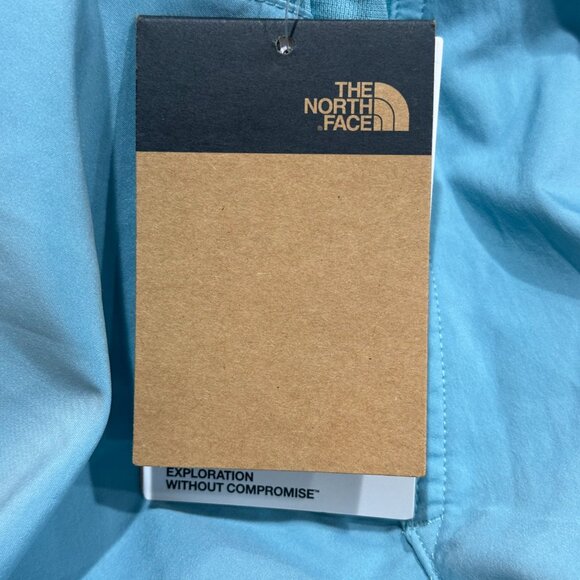 THE
NORTH
FACE
EXPLORATION
WITHOUT COMPROMISE™